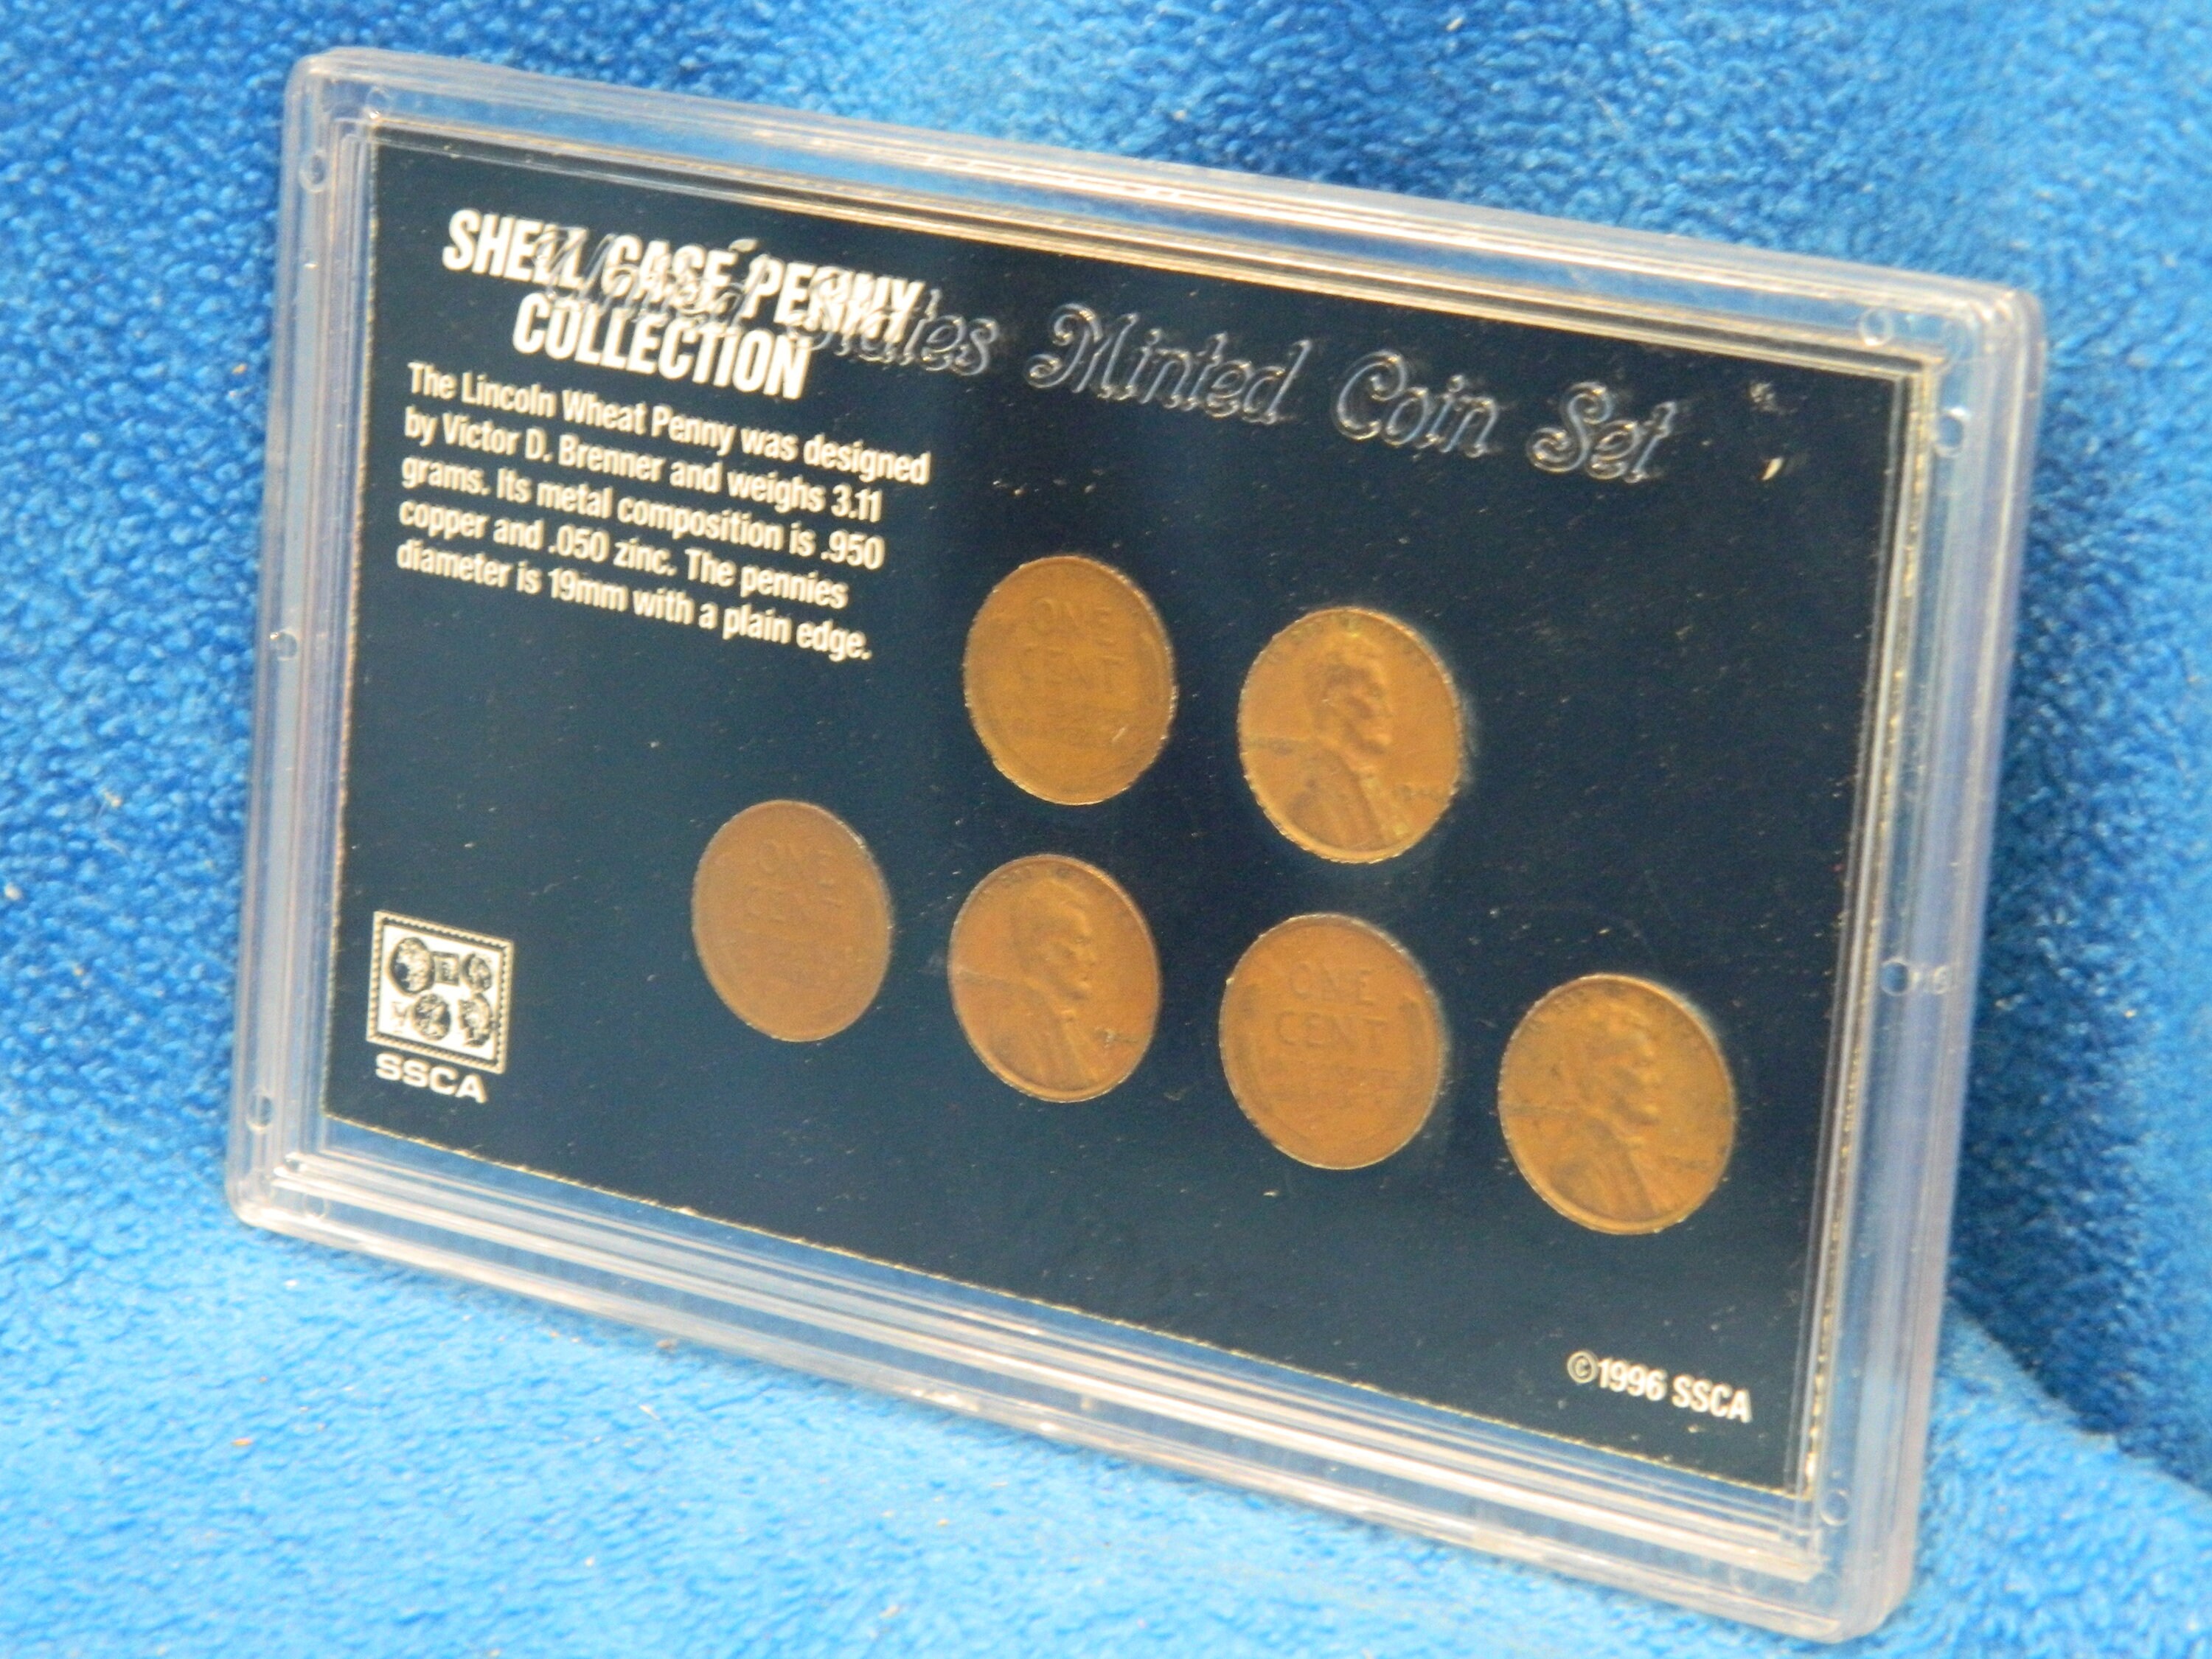 SHELL CASE PENNY
COLLECTION
United States Minted Coin Set
The Lincoln Wheat Penny was designed
by Victor D. Brenner and weighs 3.11
grams. Its metal composition is .950
copper and .050 zinc. The pennies
diameter is 19mm with a plain edge.
ONE
CENT
ONE
CENT
ONE
CENT
SSCA
©1996 SSCA